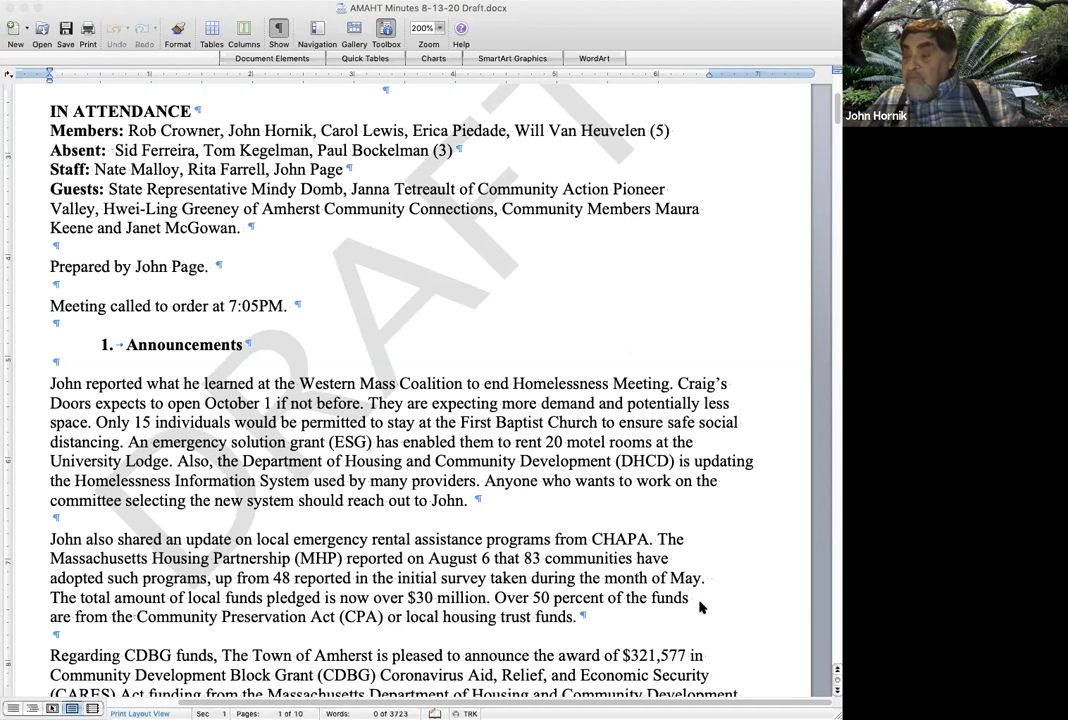 AMAHT Minutes 8-13-20 Draft.docx
200%
New Open Save Print Undo Redo Format Tables Columns Show Navigation Gallery Toolbox Zoom Help
Document Elements Quick Tables Charts SmartArt Graphics WordArt
John Hornik
DRAFT
IN ATTENDANCE
Members: Rob Crowner, John Hornik, Carol Lewis, Erica Piedade, Will Van Heuvelen (5)
Absent: Sid Ferreira, Tom Kegelman, Paul Bockelman (3)
Staff: Nate Malloy, Rita Farrell, John Page
Guests: State Representative Mindy Domb, Janna Tetreault of Community Action Pioneer
Valley, Hwei-Ling Greeney of Amherst Community Connections, Community Members Maura
Keene and Janet McGowan.
Prepared by John Page.
Meeting called to order at 7:05PM.
1. Announcements
John reported what he learned at the Western Mass Coalition to end Homelessness Meeting. Craig's
Doors expects to open October 1 if not before. They are expecting more demand and potentially less
space. Only 15 individuals would be permitted to stay at the First Baptist Church to ensure safe social
distancing. An emergency solution grant (ESG) has enabled them to rent 20 motel rooms at the
University Lodge. Also, the Department of Housing and Community Development (DHCD) is updating
the Homelessness Information System used by many providers. Anyone who wants to work on the
committee selecting the new system should reach out to John.
John also shared an update on local emergency rental assistance programs from CHAPA. The
Massachusetts Housing Partnership (MHP) reported on August 6 that 83 communities have
adopted such programs, up from 48 reported in the initial survey taken during the month of May.
The total amount of local funds pledged is now over $30 million. Over 50 percent of the funds
are from the Community Preservation Act (CPA) or local housing trust funds.
Regarding CDBG funds, The Town of Amherst is pleased to announce the award of $321,577 in
Community Development Block Grant (CDBG) Coronavirus Aid, Relief, and Economic Security
(CARES) Act funding from the Massachusetts Department of Housing and Community Development
Print Layout View Sec 1 Pages: 1 of 10 Words: 0 of 3723 TRK